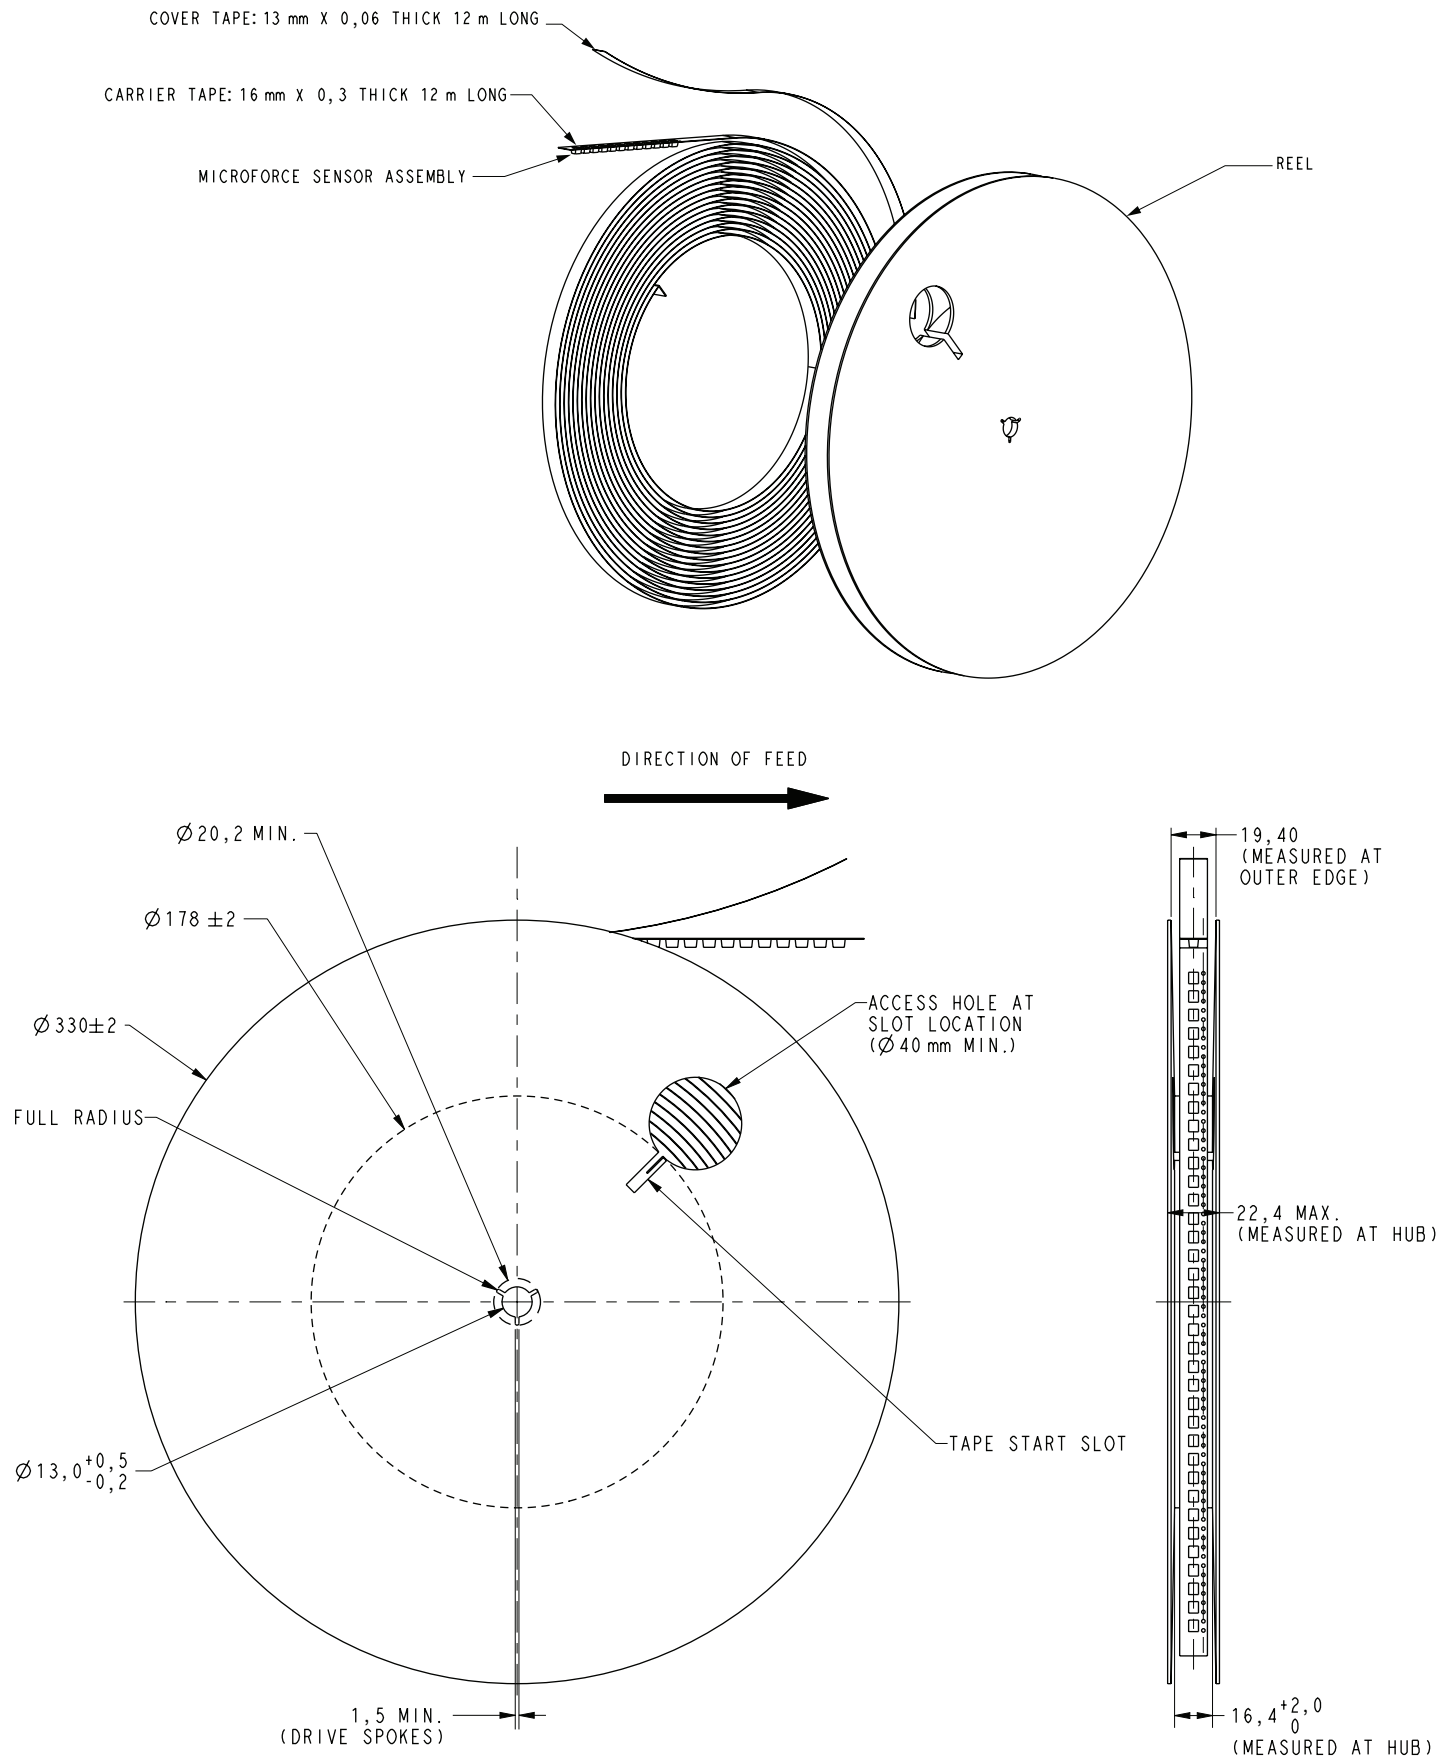 COVER TAPE: 13 mm X 0,06 THICK 12 m LONG
CARRIER TAPE: 16 mm X 0,3 THICK 12 m LONG
MICROFORCE SENSOR ASSEMBLY
REEL
DIRECTION OF FEED
Ø20,2 MIN.
Ø178 ±2
Ø330±2
FULL RADIUS
Ø13,0 +0,5
-0,2
1,5 MIN.
(DRIVE SPOKES)
ACCESS HOLE AT
SLOT LOCATION
(Ø40 mm MIN.)
TAPE START SLOT
19,40
(MEASURED AT
OUTER EDGE)
22,4 MAX.
(MEASURED AT HUB)
16,4 +2,0
0
(MEASURED AT HUB)